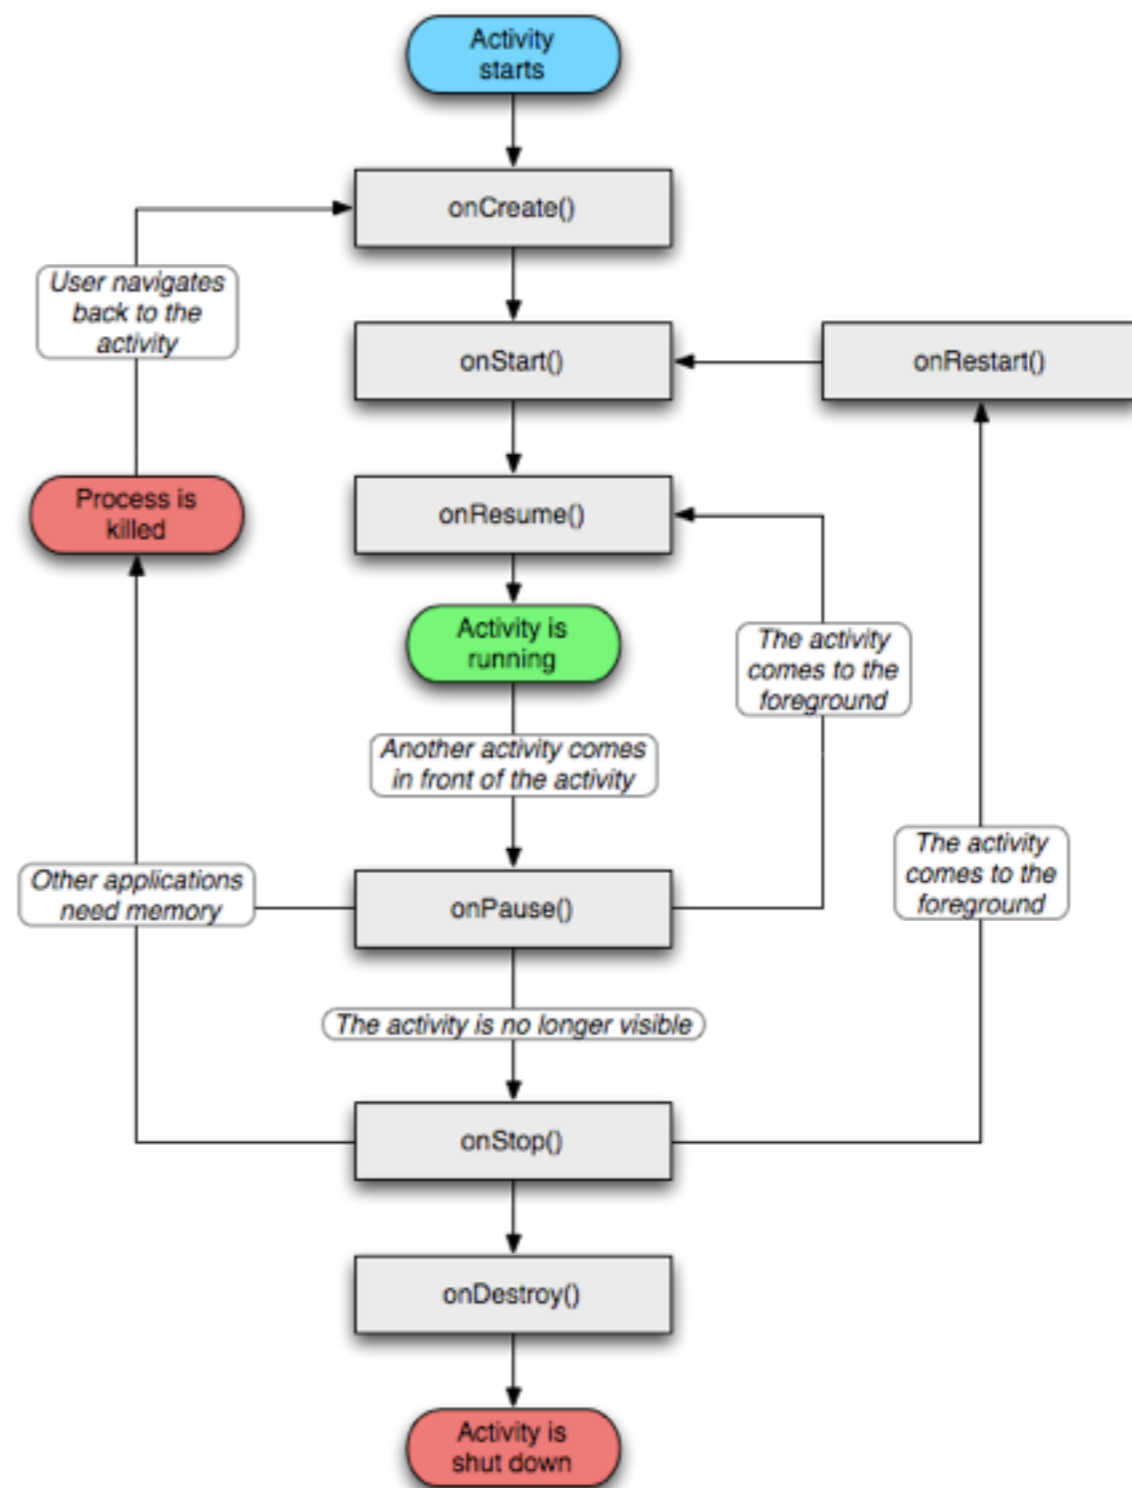 Activity
starts
onCreate()
User navigates
back to the
activity
onStart()
onRestart()
Process is
killed
onResume()
Activity is
running
The activity
comes to the
foreground
Another activity comes
in front of the activity
The activity
comes to the
foreground
Other applications
need memory
onPause()
The activity is no longer visible
onStop()
onDestroy()
Activity is
shut down